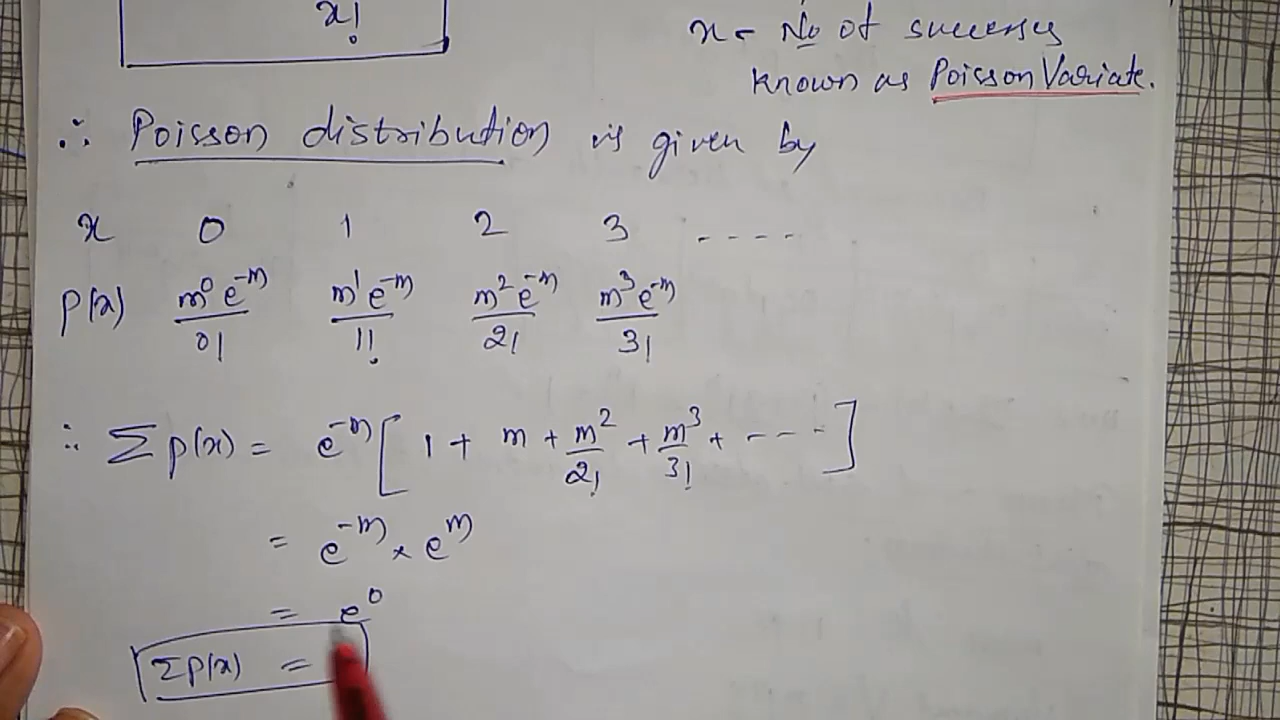 x!
x - No of successes
known as Poisson Variate.
∴ Poisson distribution is given by
x 0 1 2 3 ----
P(x) m⁰e⁻ᵐ/0! m¹e⁻ᵐ/1! m²e⁻ᵐ/2! m³e⁻ᵐ/3!
∴ Σp(x) = e⁻ᵐ[1 + m + m²/2! + m³/3! + ----]
= e⁻ᵐ × eᵐ
= e⁰
Σp(x) =